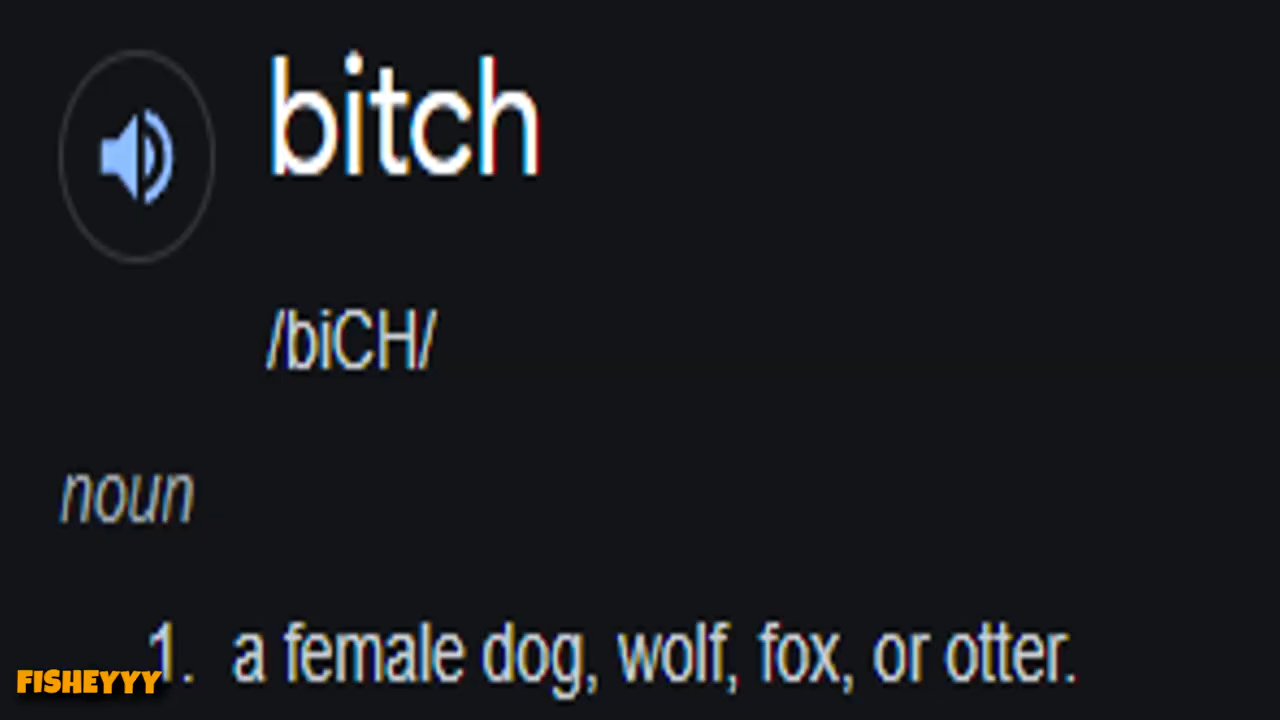 bitch
/biCH/
noun
1. a female dog, wolf, fox, or otter.
FISHEYYY